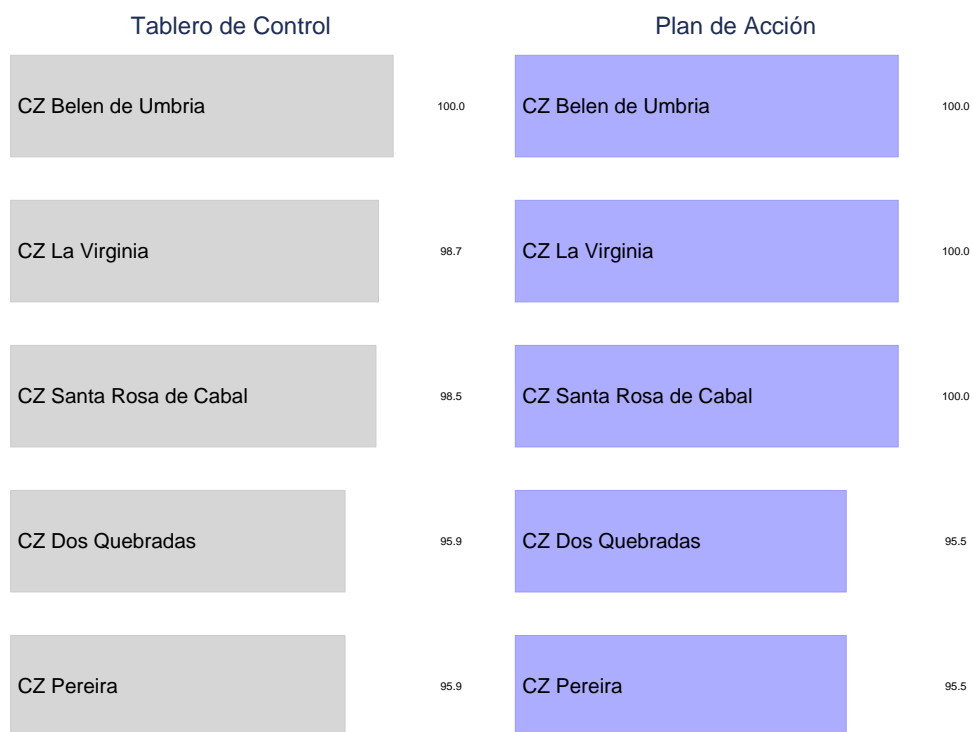 Tablero de Control
CZ Belen de Umbria 100.0
CZ La Virginia 98.7
CZ Santa Rosa de Cabal 98.5
CZ Dos Quebradas 95.9
CZ Pereira 95.9
Plan de Acción
CZ Belen de Umbria 100.0
CZ La Virginia 100.0
CZ Santa Rosa de Cabal 100.0
CZ Dos Quebradas 95.5
CZ Pereira 95.5